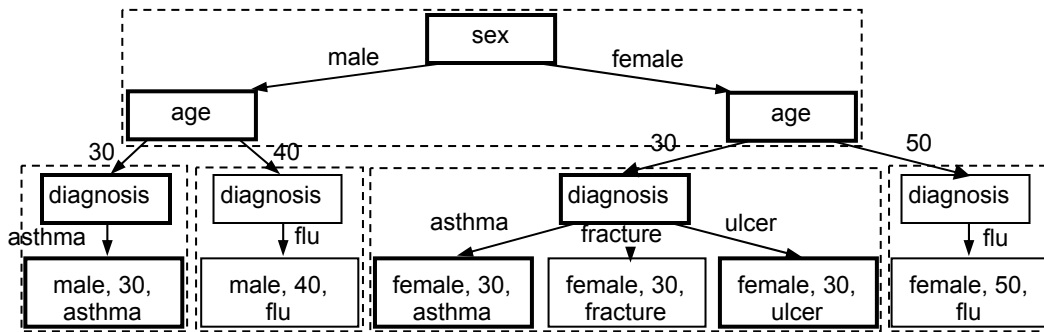 sex
male
female
age
age
30
40
30
50
diagnosis
diagnosis
diagnosis
diagnosis
asthma
flu
asthma
fracture
ulcer
flu
male, 30,
asthma
male, 40,
flu
female, 30,
asthma
female, 30,
fracture
female, 30,
ulcer
female, 50,
flu